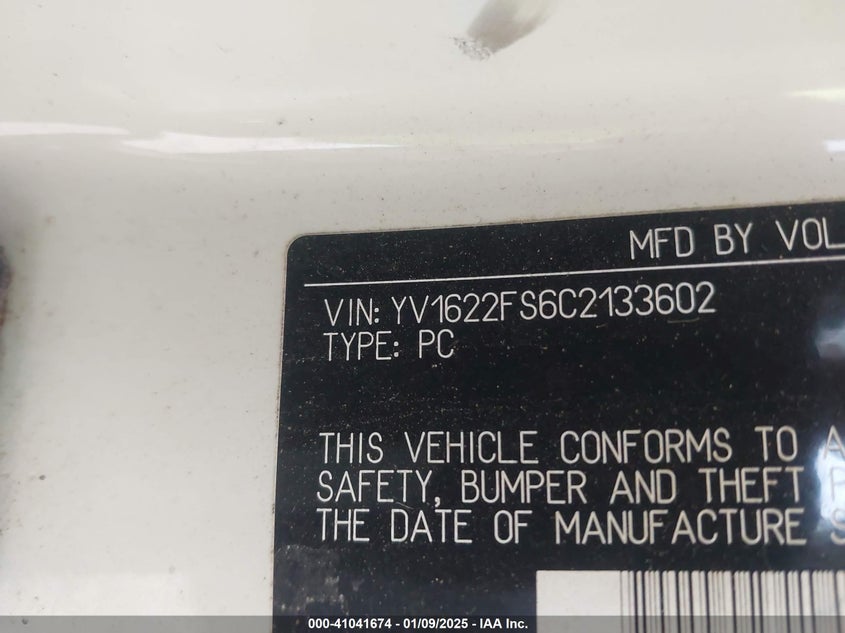 MFD BY VOL
VIN: YV1622FS6C2133602
TYPE: PC
THIS VEHICLE CONFORMS TO A
SAFETY, BUMPER AND THEFT P
THE DATE OF MANUFACTURE S
000-41041674 - 01/09/2025 - IAA Inc.